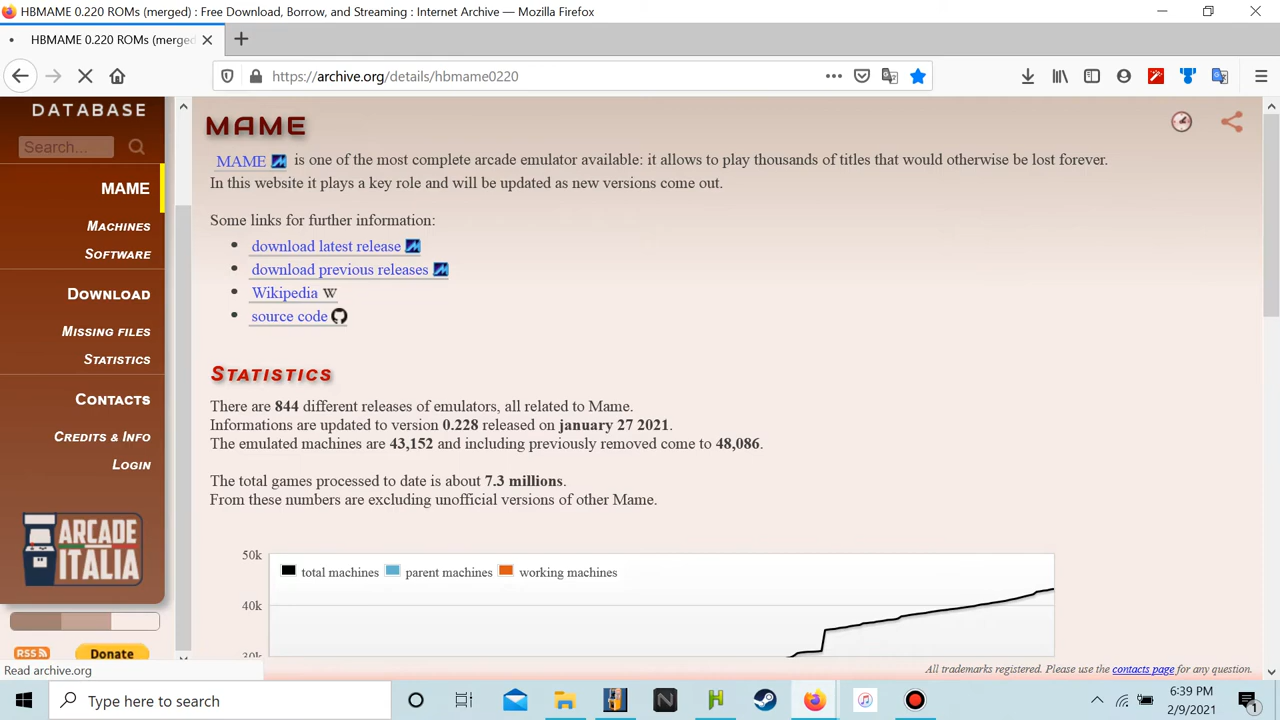 HBMAME 0.220 ROMs (merged) : Free Download, Borrow, and Streaming : Internet Archive — Mozilla Firefox
HBMAME 0.220 ROMs (merged
https://archive.org/details/hbmame0220
DATABASE
Search...
MAME
MACHINES
SOFTWARE
DOWNLOAD
MISSING FILES
STATISTICS
CONTACTS
CREDITS & INFO
LOGIN
ARCADE
ITALIA
RSS
Donate
Read archive.org
MAME
MAME is one of the most complete arcade emulator available: it allows to play thousands of titles that would otherwise be lost forever.
In this website it plays a key role and will be updated as new versions come out.
Some links for further information:
• download latest release
• download previous releases
• Wikipedia W
• source code
STATISTICS
There are 844 different releases of emulators, all related to Mame.
Informations are updated to version 0.228 released on january 27 2021.
The emulated machines are 43,152 and including previously removed come to 48,086.
The total games processed to date is about 7.3 millions.
From these numbers are excluding unofficial versions of other Mame.
50k
total machines parent machines working machines
40k
30k
All trademarks registered. Please use the contacts page for any question.
Type here to search
N
H
6:39 PM
2/9/2021
1